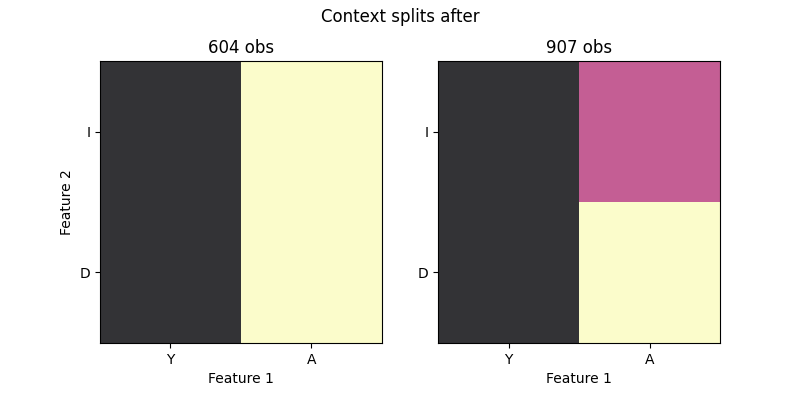 Context splits after
604 obs
907 obs
Feature 2
I
D
Y
A
Feature 1
I
D
Y
A
Feature 1